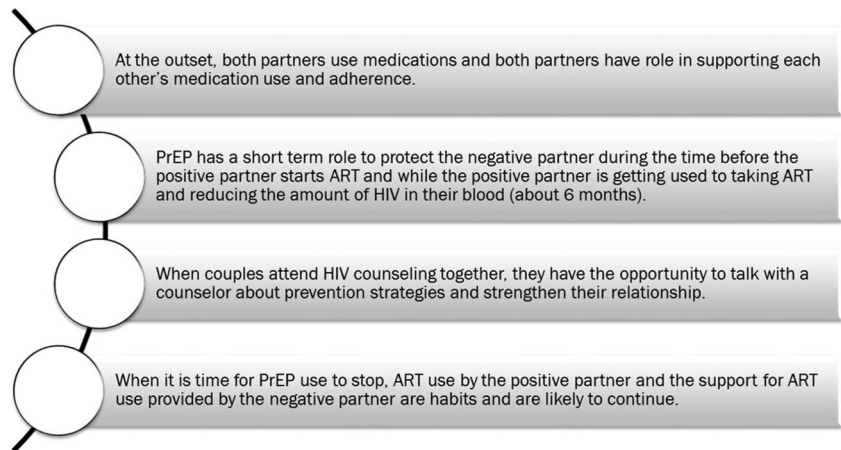 At the outset, both partners use medications and both partners have role in supporting each
other's medication use and adherence.
PrEP has a short term role to protect the negative partner during the time before the
positive partner starts ART and while the positive partner is getting used to taking ART
and reducing the amount of HIV in their blood (about 6 months).
When couples attend HIV counseling together, they have the opportunity to talk with a
counselor about prevention strategies and strengthen their relationship.
When it is time for PrEP use to stop, ART use by the positive partner and the support for ART
use provided by the negative partner are habits and are likely to continue.